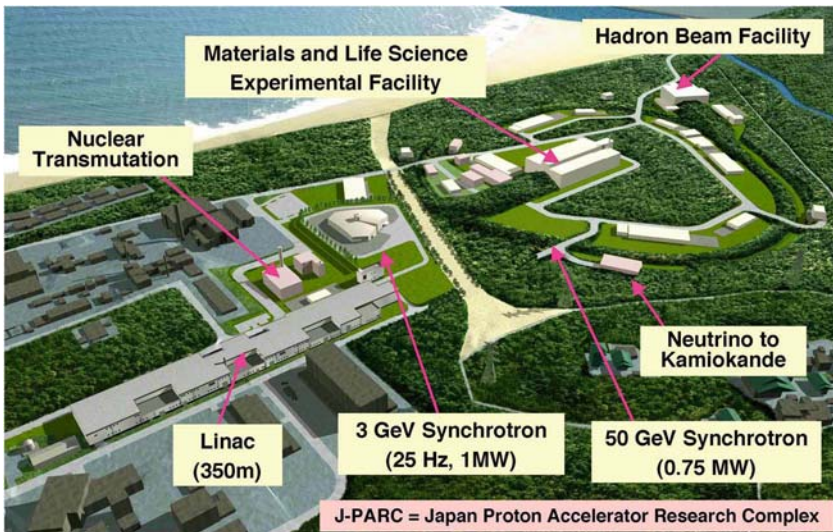 Hadron Beam Facility
Materials and Life Science
Experimental Facility
Nuclear
Transmutation
Neutrino to
Kamiokande
Linac
(350m)
3 GeV Synchrotron
(25 Hz, 1MW)
50 GeV Synchrotron
(0.75 MW)
J-PARC = Japan Proton Accelerator Research Complex